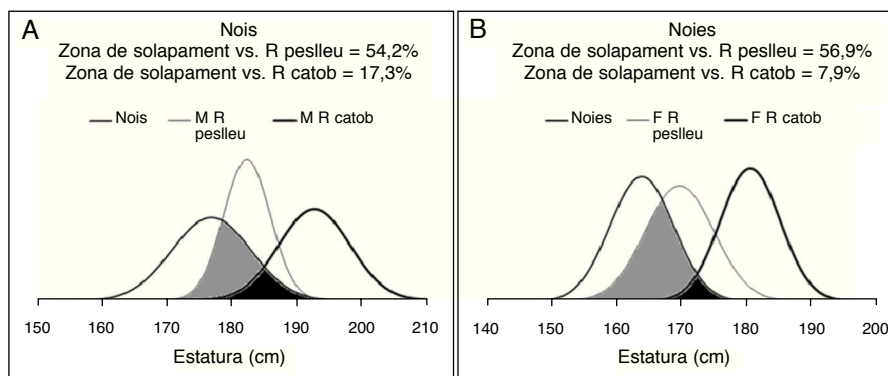 A
Nois
Zona de solapament vs. R peslleu = 54,2%
Zona de solapament vs. R catob = 17,3%
Nois
M R
peslleu
M R catob
150 160 170 180 190 200 210
Estatura (cm)
B
Noies
Zona de solapament vs. R peslleu = 56,9%
Zona de solapament vs. R catob = 7,9%
Noies
F R
peslleu
F R catob
140 150 160 170 180 190 200
Estatura (cm)